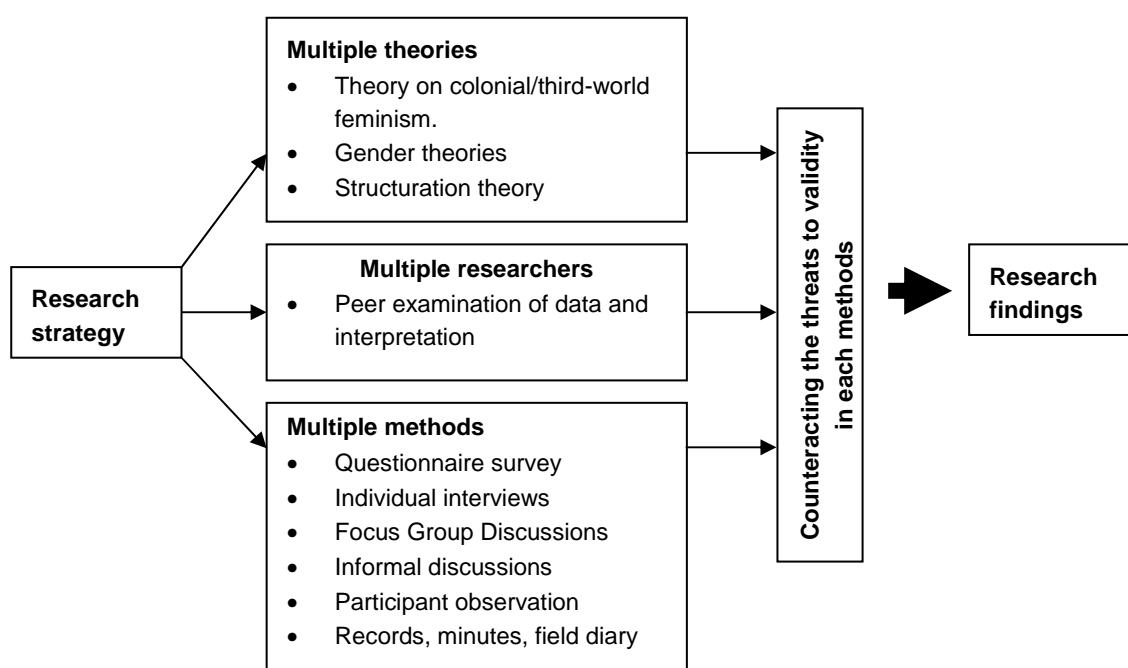 Research
strategy
Multiple theories
• Theory on colonial/third-world
feminism.
• Gender theories
• Structuration theory
Multiple researchers
• Peer examination of data and
interpretation
Multiple methods
• Questionnaire survey
• Individual interviews
• Focus Group Discussions
• Informal discussions
• Participant observation
• Records, minutes, field diary
Counteracting the threats to validity
in each methods
Research
findings